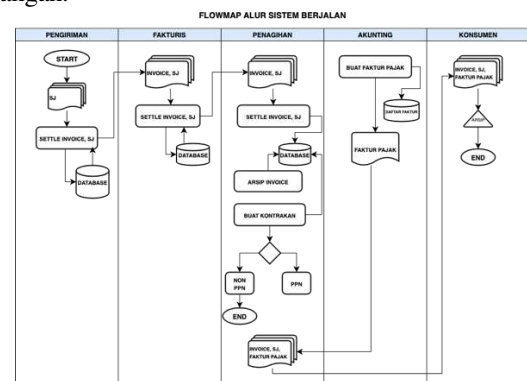 angan.
FLOWMAP ALUR SISTEM BERJALAN
PENGIRIMAN
FAKTURIS
PENAGIHAN
AKUNTING
KONSUMEN
START
SJ
SETTLE INVOICE, SJ
DATABASE
INVOICE, SJ
SETTLE INVOICE, SJ
DATABASE
INVOICE, SJ
SETTLE INVOICE, SJ
DATABASE
ARSIP INVOICE
BUAT KONTRAKAN
NON
PPN
PPN
END
INVOICE, SJ,
FAKTUR PAJAK
BUAT FAKTUR PAJAK
DAFTAR FAKTUR
FAKTUR PAJAK
INVOICE, SJ,
FAKTUR PAJAK
ARSIP
END